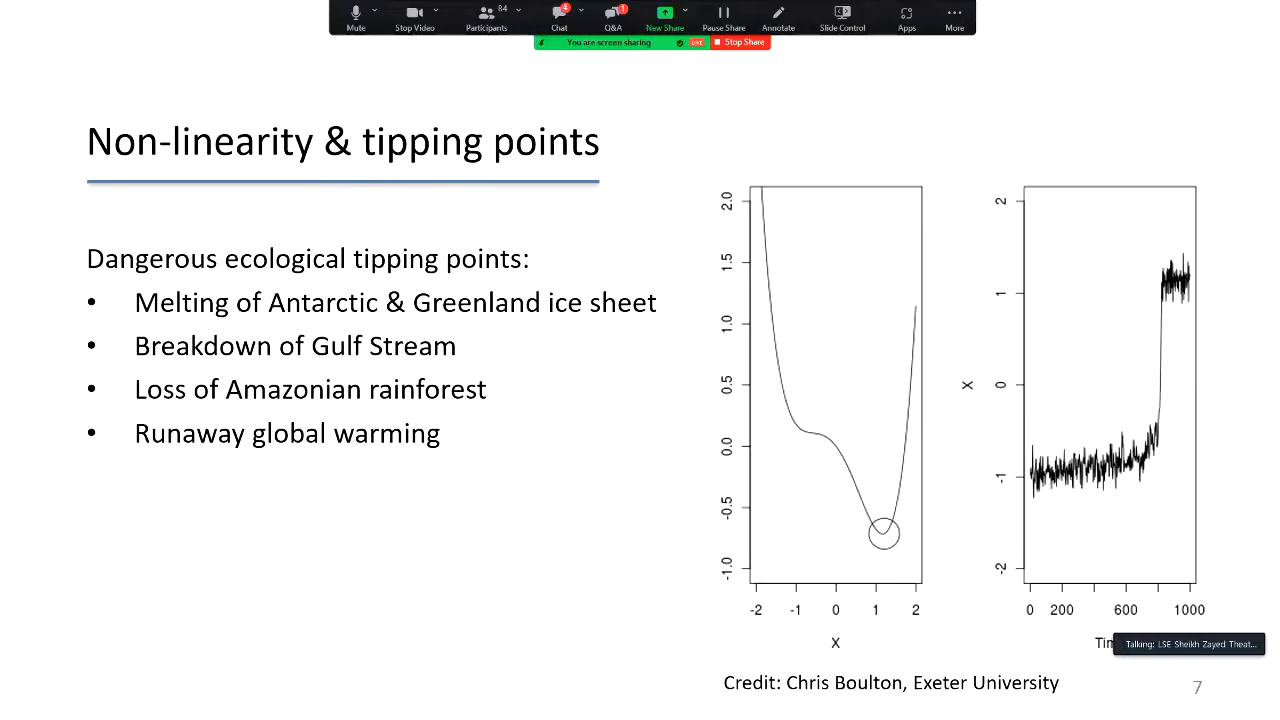 84
4
1
Mute Stop Video Participants Chat Q&A New Share Pause Share Annotate Slide Control Apps More
You are screen sharing LIVE Stop Share
Non-linearity & tipping points
Dangerous ecological tipping points:
• Melting of Antarctic & Greenland ice sheet
• Breakdown of Gulf Stream
• Loss of Amazonian rainforest
• Runaway global warming
2.0
1.5
1.0
0.5
0.0
-0.5
-1.0
-2 -1 0 1 2
X
2
1
0
-1
-2
X
0 200 600 1000
Tim
Talking: LSE Sheikh Zayed Theat...
Credit: Chris Boulton, Exeter University
7